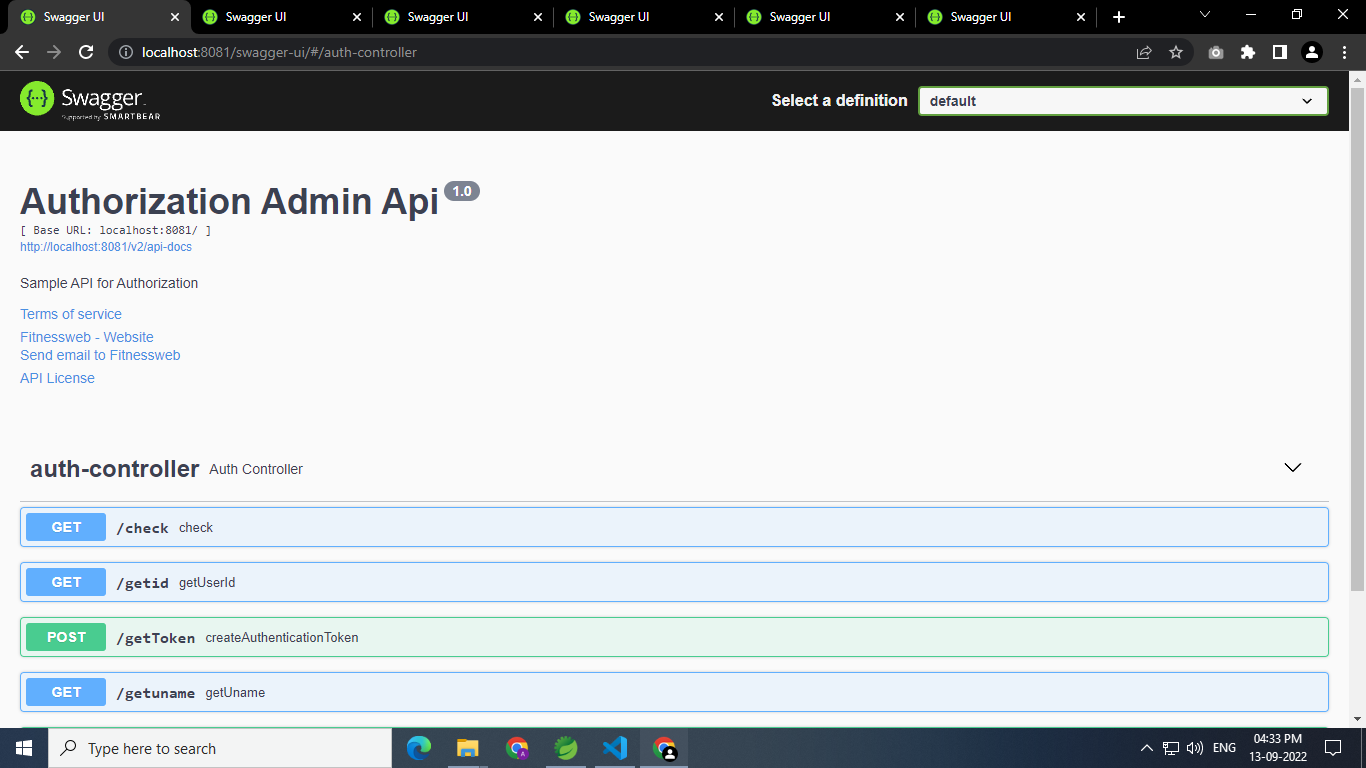 Swagger UI
Swagger UI
Swagger UI
Swagger UI
Swagger UI
Swagger UI
localhost:8081/swagger-ui/#/auth-controller
Swagger
Supported by SMARTBEAR
Select a definition
default
Authorization Admin Api 1.0
[ Base URL: localhost:8081/ ]
http://localhost:8081/v2/api-docs
Sample API for Authorization
Terms of service
Fitnessweb - Website
Send email to Fitnessweb
API License
auth-controller Auth Controller
GET /check check
GET /getid getUserId
POST /getToken createAuthenticationToken
GET /getuname getUname
Type here to search
ENG
04:33 PM
13-09-2022